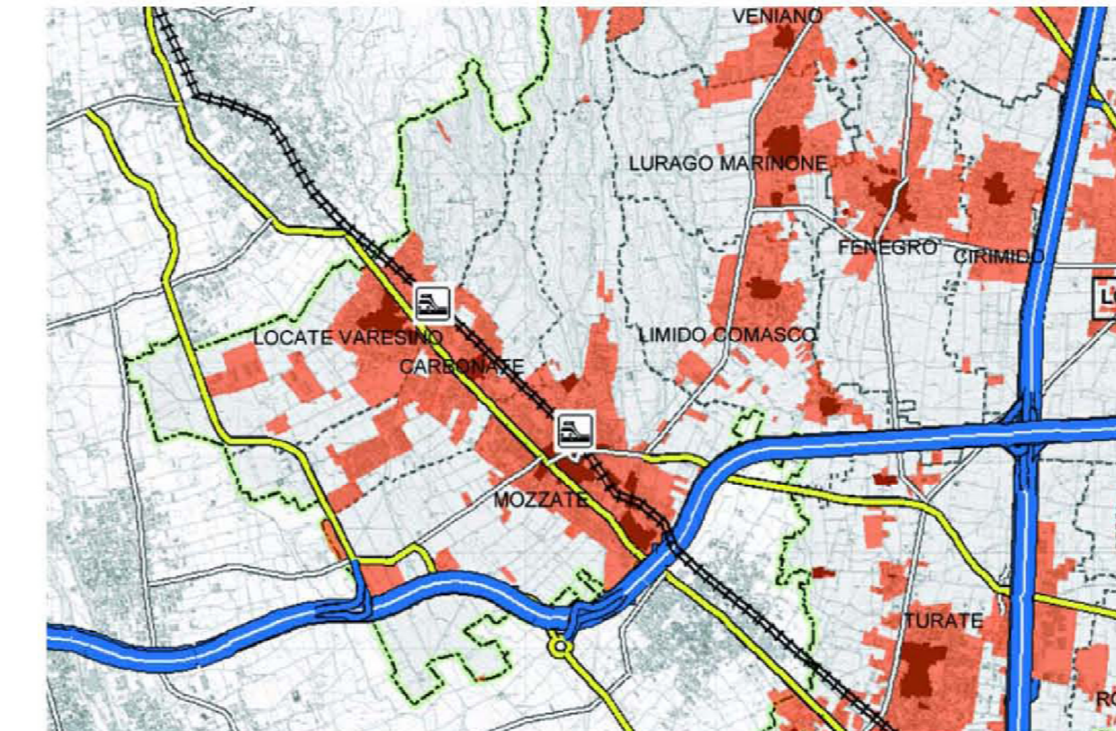 VENIANO
LURAGO MARINONE
FENEGRO
CIRIMIDO
LOCATE VARESINO
LIMIDO COMASCO
CARBONATE
MOZZATE
TURATE